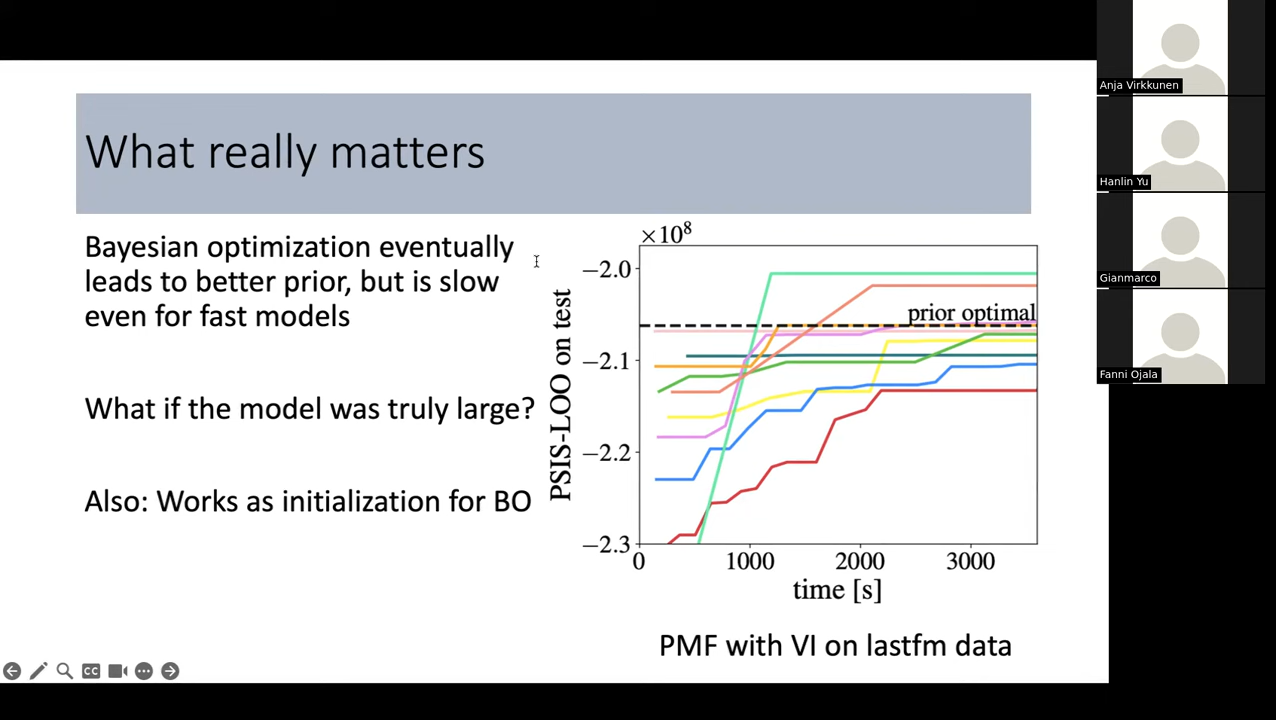 What really matters
Bayesian optimization eventually
leads to better prior, but is slow
even for fast models
What if the model was truly large?
Also: Works as initialization for BO
×10⁸
−2.0
−2.1
−2.2
−2.3
PSIS-LOO on test
prior optimal
0 1000 2000 3000
time [s]
PMF with VI on lastfm data
CC
Anja Virkkunen
Hanlin Yu
Gianmarco
Fanni Ojala